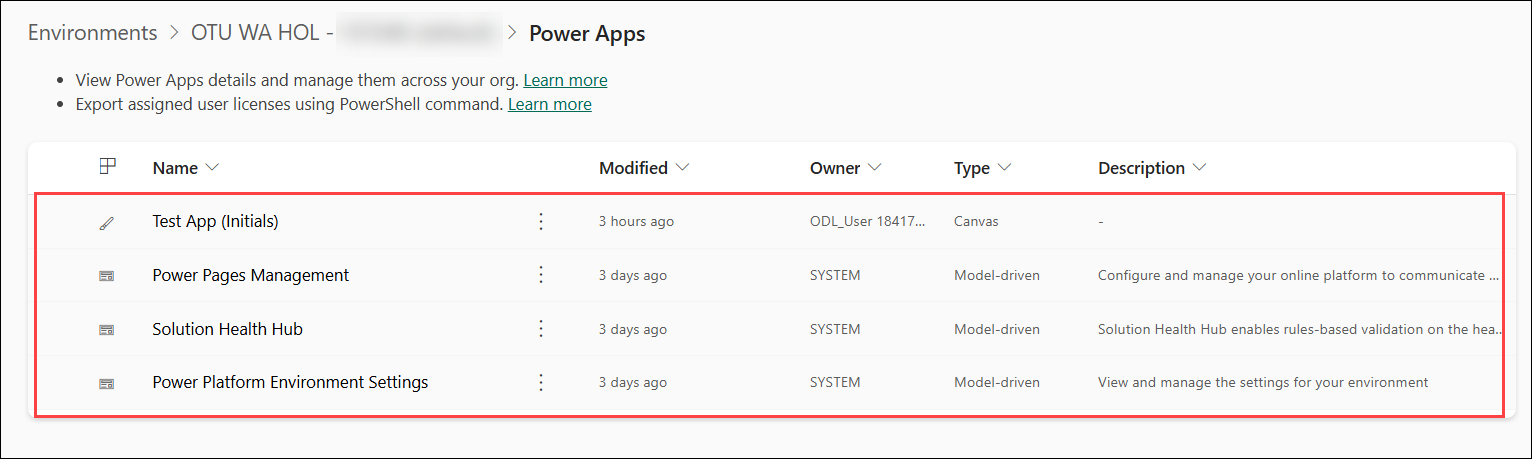 Environments > OTU WA HOL - > Power Apps
• View Power Apps details and manage them across your org. Learn more
• Export assigned user licenses using PowerShell command. Learn more
Name Modified Owner Type Description
Test App (Initials) 3 hours ago ODL_User 18417... Canvas -
Power Pages Management 3 days ago SYSTEM Model-driven Configure and manage your online platform to communicate ...
Solution Health Hub 3 days ago SYSTEM Model-driven Solution Health Hub enables rules-based validation on the hea...
Power Platform Environment Settings 3 days ago SYSTEM Model-driven View and manage the settings for your environment